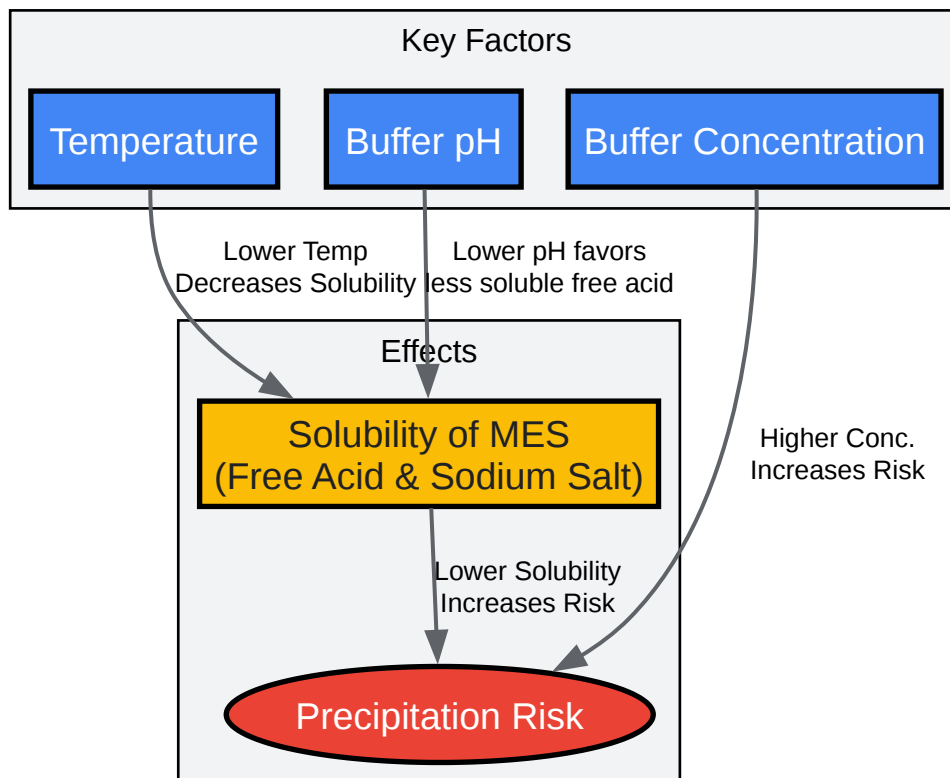 Key Factors
Temperature
Buffer pH
Buffer Concentration
Lower Temp
Decreases Solubility
Lower pH favors
less soluble free acid
Effects
Solubility of MES
(Free Acid & Sodium Salt)
Higher Conc.
Increases Risk
Lower Solubility
Increases Risk
Precipitation Risk